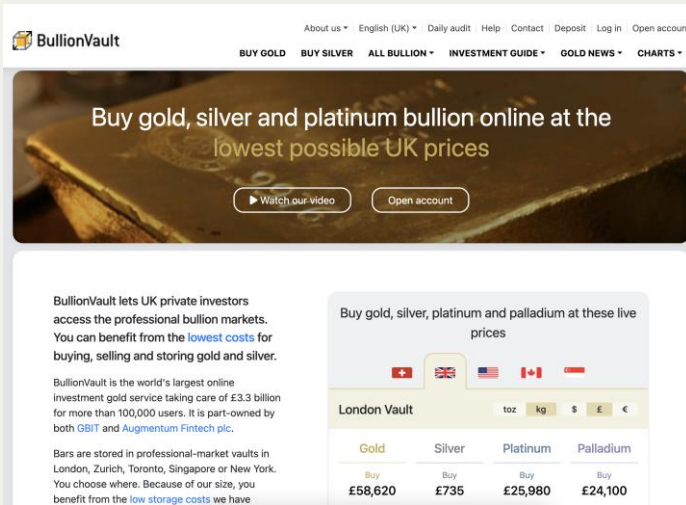 BullionVault
About us English (UK) Daily audit Help Contact Deposit Log in Open accoun
BUY GOLD BUY SILVER ALL BULLION INVESTMENT GUIDE GOLD NEWS CHARTS
Buy gold, silver and platinum bullion online at the
lowest possible UK prices
Watch our video Open account
BullionVault lets UK private investors
access the professional bullion markets.
You can benefit from the lowest costs for
buying, selling and storing gold and silver.
BullionVault is the world's largest online
investment gold service taking care of £3.3 billion
for more than 100,000 users. It is part-owned by
both GBIT and Augmentum Fintech plc.
Bars are stored in professional-market vaults in
London, Zurich, Toronto, Singapore or New York.
You choose where. Because of our size, you
benefit from the low storage costs we have
Buy gold, silver, platinum and palladium at these live
prices
London Vault toz kg $ £ €
Gold Silver Platinum Palladium
Buy Buy Buy Buy
£58,620 £735 £25,980 £24,100